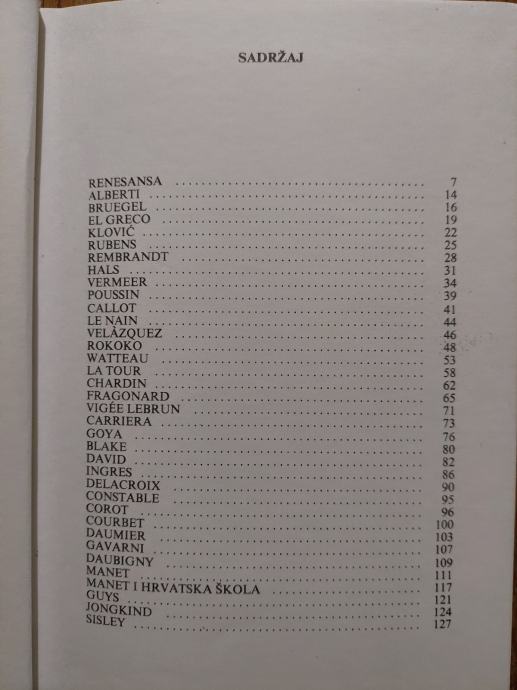 SADRŽAJ
RENESANSA ........................................ 7
ALBERTI ........................................ 14
BRUEGEL ........................................ 16
EL GRECO ........................................ 19
KLOVIĆ ........................................ 22
RUBENS ........................................ 25
REMBRANDT ........................................ 28
HALS ........................................ 31
VERMEER ........................................ 34
POUSSIN ........................................ 39
CALLOT ........................................ 41
LE NAIN ........................................ 44
VELÁZQUEZ ........................................ 46
ROKOKO ........................................ 48
WATTEAU ........................................ 53
LA TOUR ........................................ 58
CHARDIN ........................................ 62
FRAGONARD ........................................ 65
VIGÉE LEBRUN ........................................ 71
CARRIERA ........................................ 73
GOYA ........................................ 76
BLAKE ........................................ 80
DAVID ........................................ 82
INGRES ........................................ 86
DELACROIX ........................................ 90
CONSTABLE ........................................ 95
COROT ........................................ 96
COURBET ........................................ 100
DAUMIER ........................................ 103
GAVARNI ........................................ 107
DAUBIGNY ........................................ 109
MANET ........................................ 111
MANET I HRVATSKA ŠKOLA ........................................ 117
GUYS ........................................ 121
JONGKIND ........................................ 124
SISLEY ........................................ 127